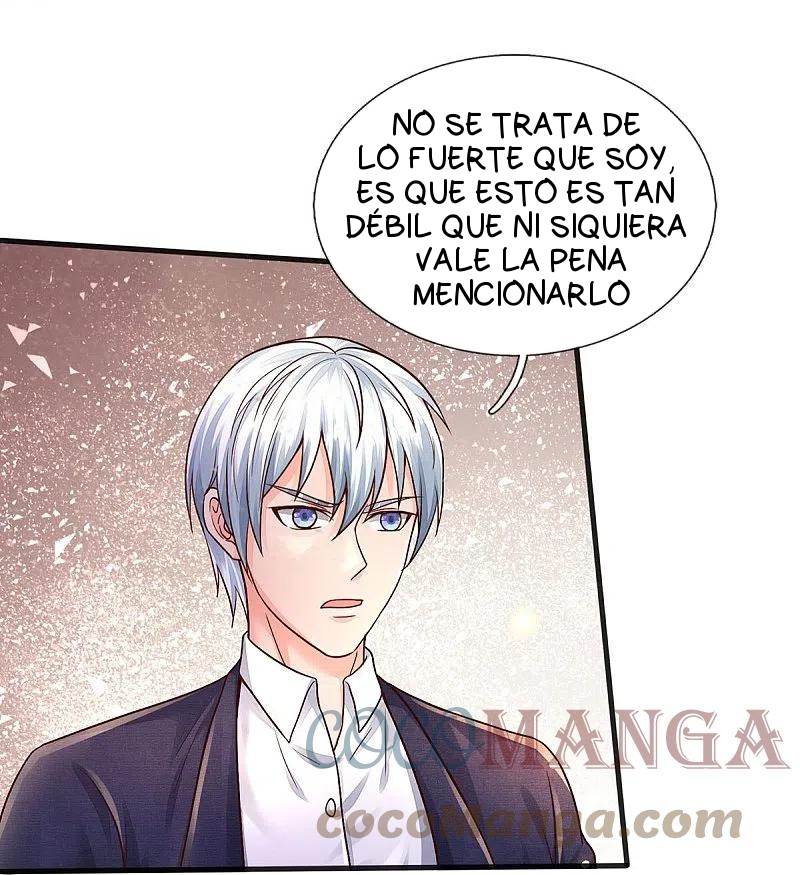 NO SE TRATA DE
LO FUERTE QUE SOY,
ES QUE ESTO ES TAN
DÉBIL QUE NI SIQUIERA
VALE LA PENA
MENCIONARLO
COCOMANGA
cocoManga.com